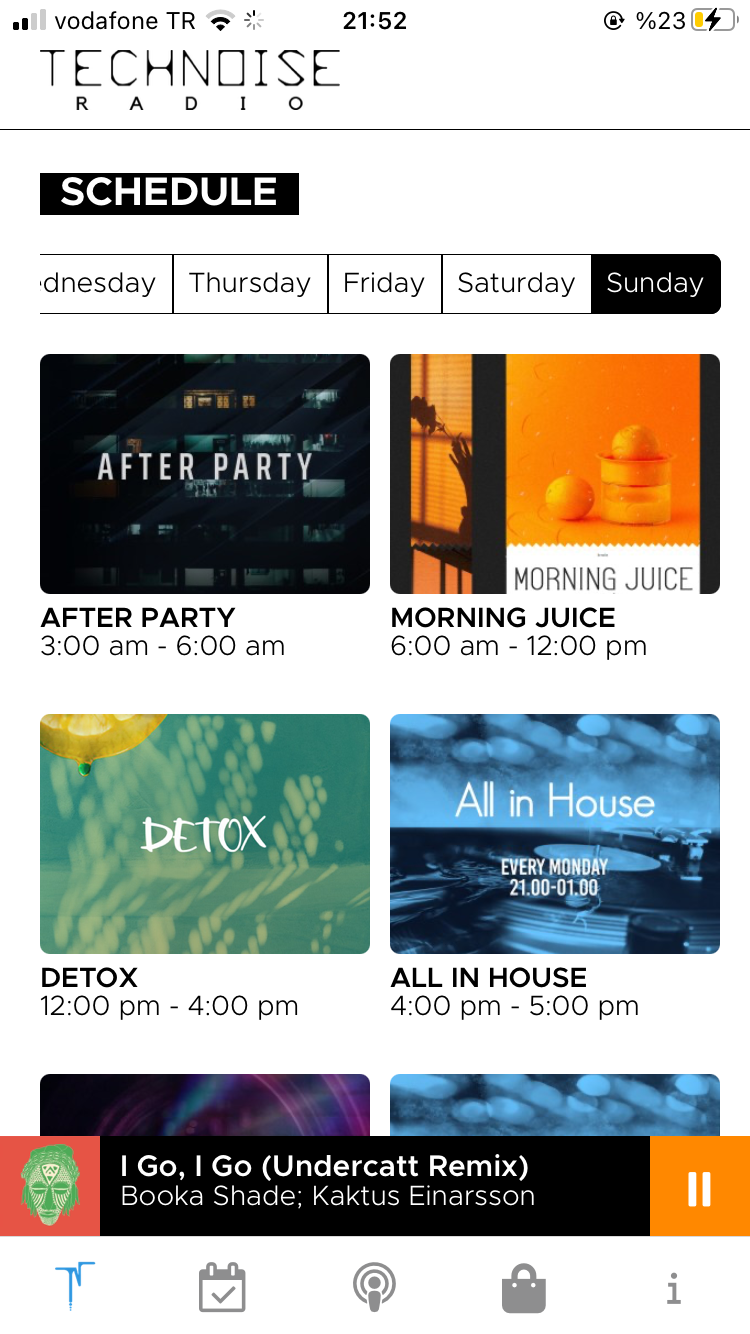 vodafone TR
21:52
%23
TECHNOISE
RADIO
SCHEDULE
dnesday
Thursday
Friday
Saturday
Sunday
AFTER PARTY
MORNING JUICE
AFTER PARTY
3:00 am - 6:00 am
MORNING JUICE
6:00 am - 12:00 pm
DETOX
All in House
EVERY MONDAY
21.00-01.00
DETOX
12:00 pm - 4:00 pm
ALL IN HOUSE
4:00 pm - 5:00 pm
I Go, I Go (Undercatt Remix)
Booka Shade; Kaktus Einarsson